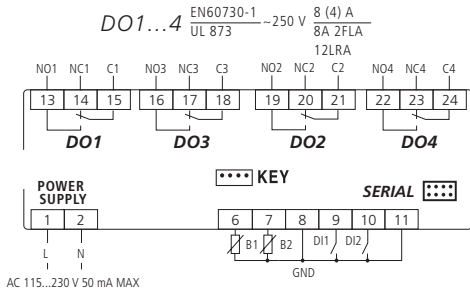 DO1...4 EN60730-1 ~250 V 8 (4) A
UL 873 8A 2FLA
12LRA
NO1 NC1 C1 NO3 NC3 C3 NO2 NC2 C2 NO4 NC4 C4
13 14 15 16 17 18 19 20 21 22 23 24
DO1 DO3 DO2 DO4
POWER
SUPPLY
KEY
SERIAL
1 2 6 7 8 9 10 11
L N B1 B2 DI1 DI2
GND
AC 115...230 V 50 mA MAX